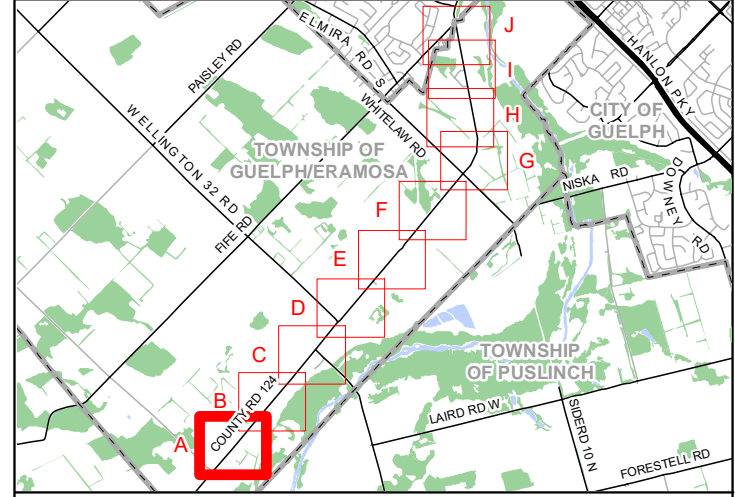 J
ELMIRA RD S
PAISLEY RD
HANLON PKY
I
WELLINGTON 32 RD
WHITELAW RD
CITY OF
GUELPH
H
TOWNSHIP OF
GUELPH/ERAMOSA
G
NISKA RD
DOWNEY RD
F
FIFE RD
E
D
TOWNSHIP
OF PUSLINCH
C
COUNTY RD 124
B
LAIRD RD W
SIDERD 10 N
A
FORESTELL RD